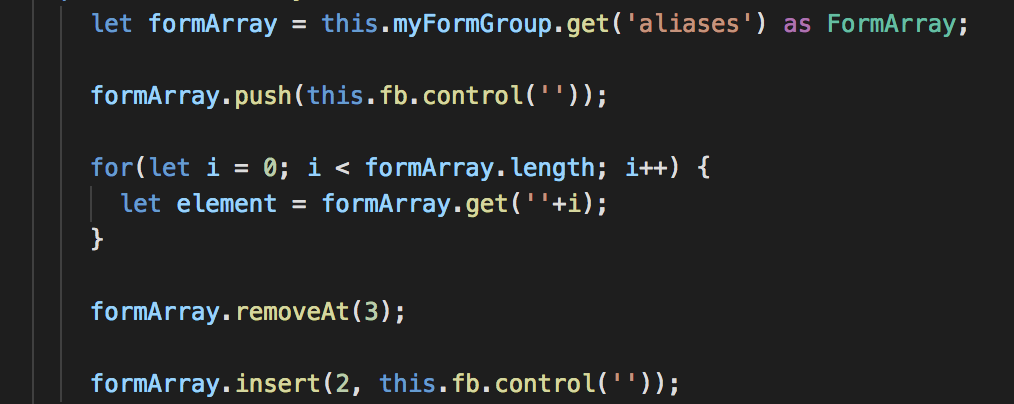 let formArray = this.myFormGroup.get('aliases') as FormArray;
formArray.push(this.fb.control(''));
for(let i = 0; i < formArray.length; i++) {
let element = formArray.get(''+i);
}
formArray.removeAt(3);
formArray.insert(2, this.fb.control(''));